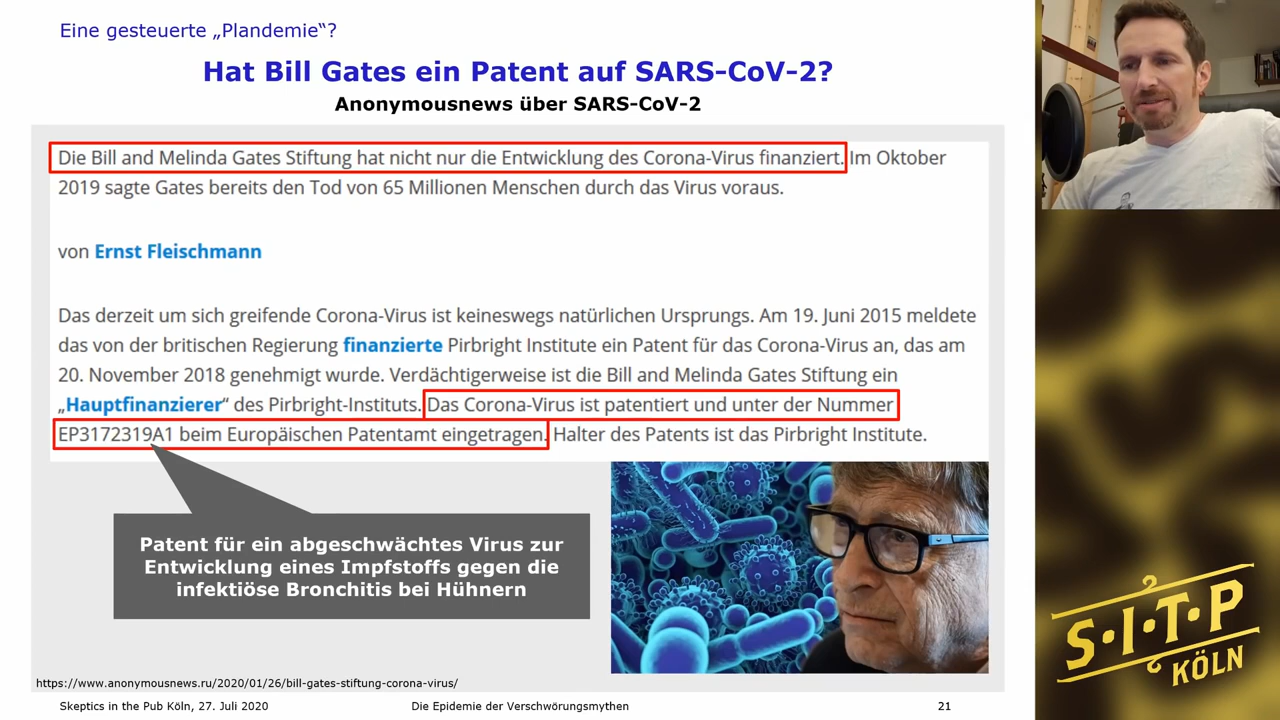 Eine gesteuerte „Plandemie“?
Hat Bill Gates ein Patent auf SARS-CoV-2?
Anonymousnews über SARS-CoV-2
Die Bill and Melinda Gates Stiftung hat nicht nur die Entwicklung des Corona-Virus finanziert. Im Oktober
2019 sagte Gates bereits den Tod von 65 Millionen Menschen durch das Virus voraus.
von Ernst Fleischmann
Das derzeit um sich greifende Corona-Virus ist keineswegs natürlichen Ursprungs. Am 19. Juni 2015 meldete
das von der britischen Regierung finanzierte Pirbright Institute ein Patent für das Corona-Virus an, das am
20. November 2018 genehmigt wurde. Verdächtigerweise ist die Bill and Melinda Gates Stiftung ein
„Hauptfinanzierer“ des Pirbright-Instituts. Das Corona-Virus ist patentiert und unter der Nummer
EP3172319A1 beim Europäischen Patentamt eingetragen. Halter des Patents ist das Pirbright Institute.
Patent für ein abgeschwächtes Virus zur
Entwicklung eines Impfstoffs gegen die
infektiöse Bronchitis bei Hühnern
https://www.anonymousnews.ru/2020/01/26/bill-gates-stiftung-corona-virus/
Skeptics in the Pub Köln, 27. Juli 2020
Die Epidemie der Verschwörungsmythen
21
S·I·T·P
KÖLN